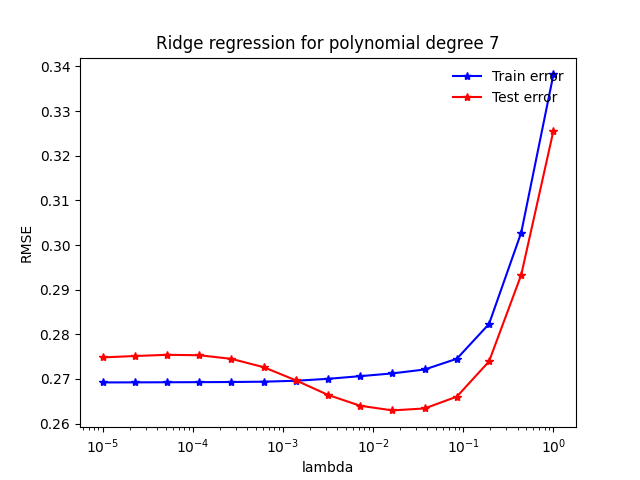 Ridge regression for polynomial degree 7
Train error
Test error
0.34
0.33
0.32
0.31
0.30
0.29
0.28
0.27
0.26
RMSE
10⁻⁵ 10⁻⁴ 10⁻³ 10⁻² 10⁻¹ 10⁰
lambda